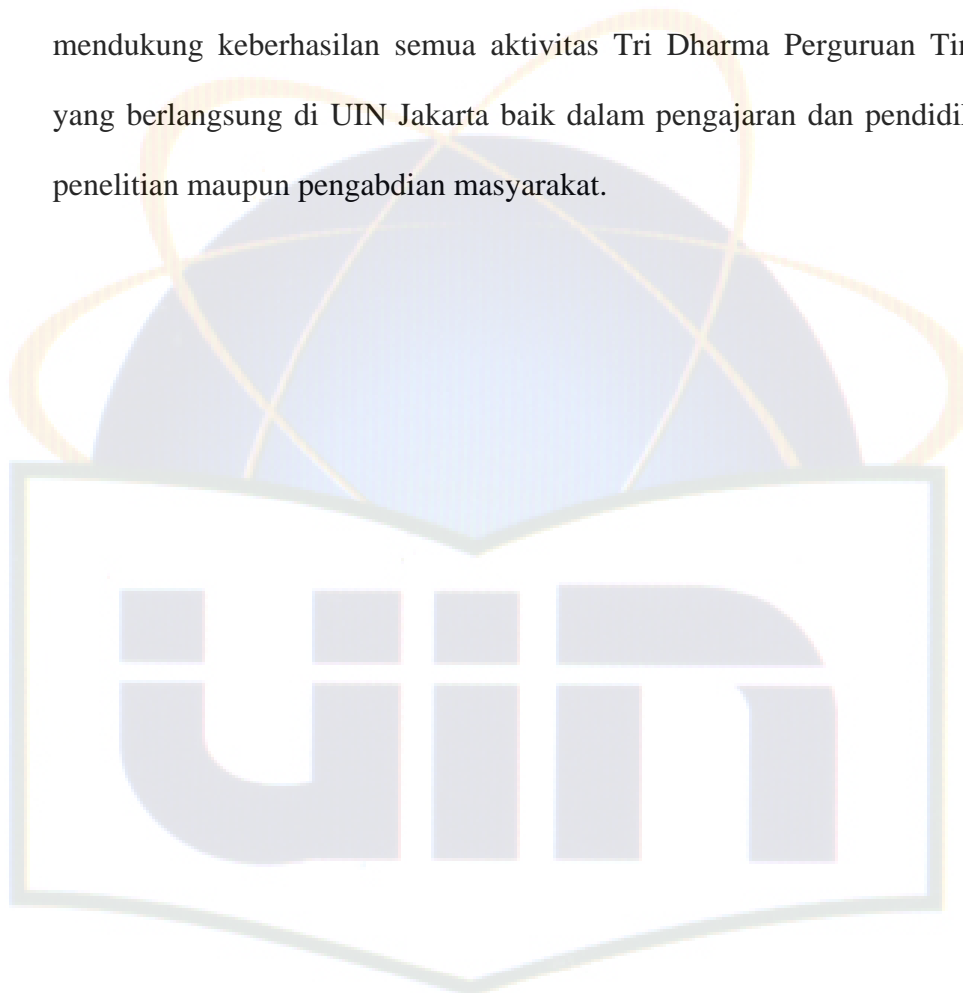 mendukung keberhasilan semua aktivitas Tri Dharma Perguruan
yang berlangsung di UIN Jakarta baik dalam pengajaran dan
penelitian maupun pengabdian masyarakat.
uin